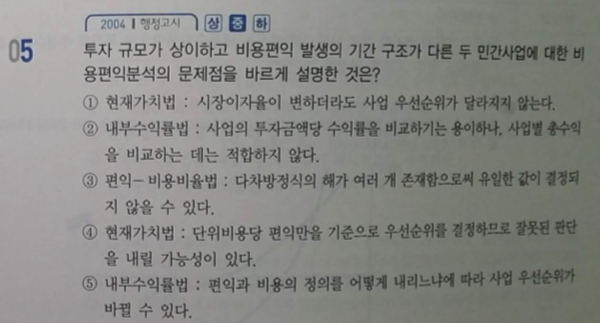 2004 | 행정고시 상 중 하
05 투자 규모가 상이하고 비용편익 발생의 기간 구조가 다른 두 민간사업에 대한 비
용편익분석의 문제점을 바르게 설명한 것은?
① 현재가치법 : 시장이자율이 변하더라도 사업 우선순위가 달라지지 않는다.
② 내부수익률법 : 사업의 투자금액당 수익률을 비교하기는 용이하나, 사업별 총수익
을 비교하는 데는 적합하지 않다.
③ 편익-비용비율법 : 다차방정식의 해가 여러 개 존재함으로써 유일한 값이 결정되
지 않을 수 있다.
④ 현재가치법 : 단위비용당 편익만을 기준으로 우선순위를 결정하므로 잘못된 판단
을 내릴 가능성이 있다.
⑤ 내부수익률법 : 편익과 비용의 정의를 어떻게 내리느냐에 따라 사업 우선순위가
바뀔 수 있다.